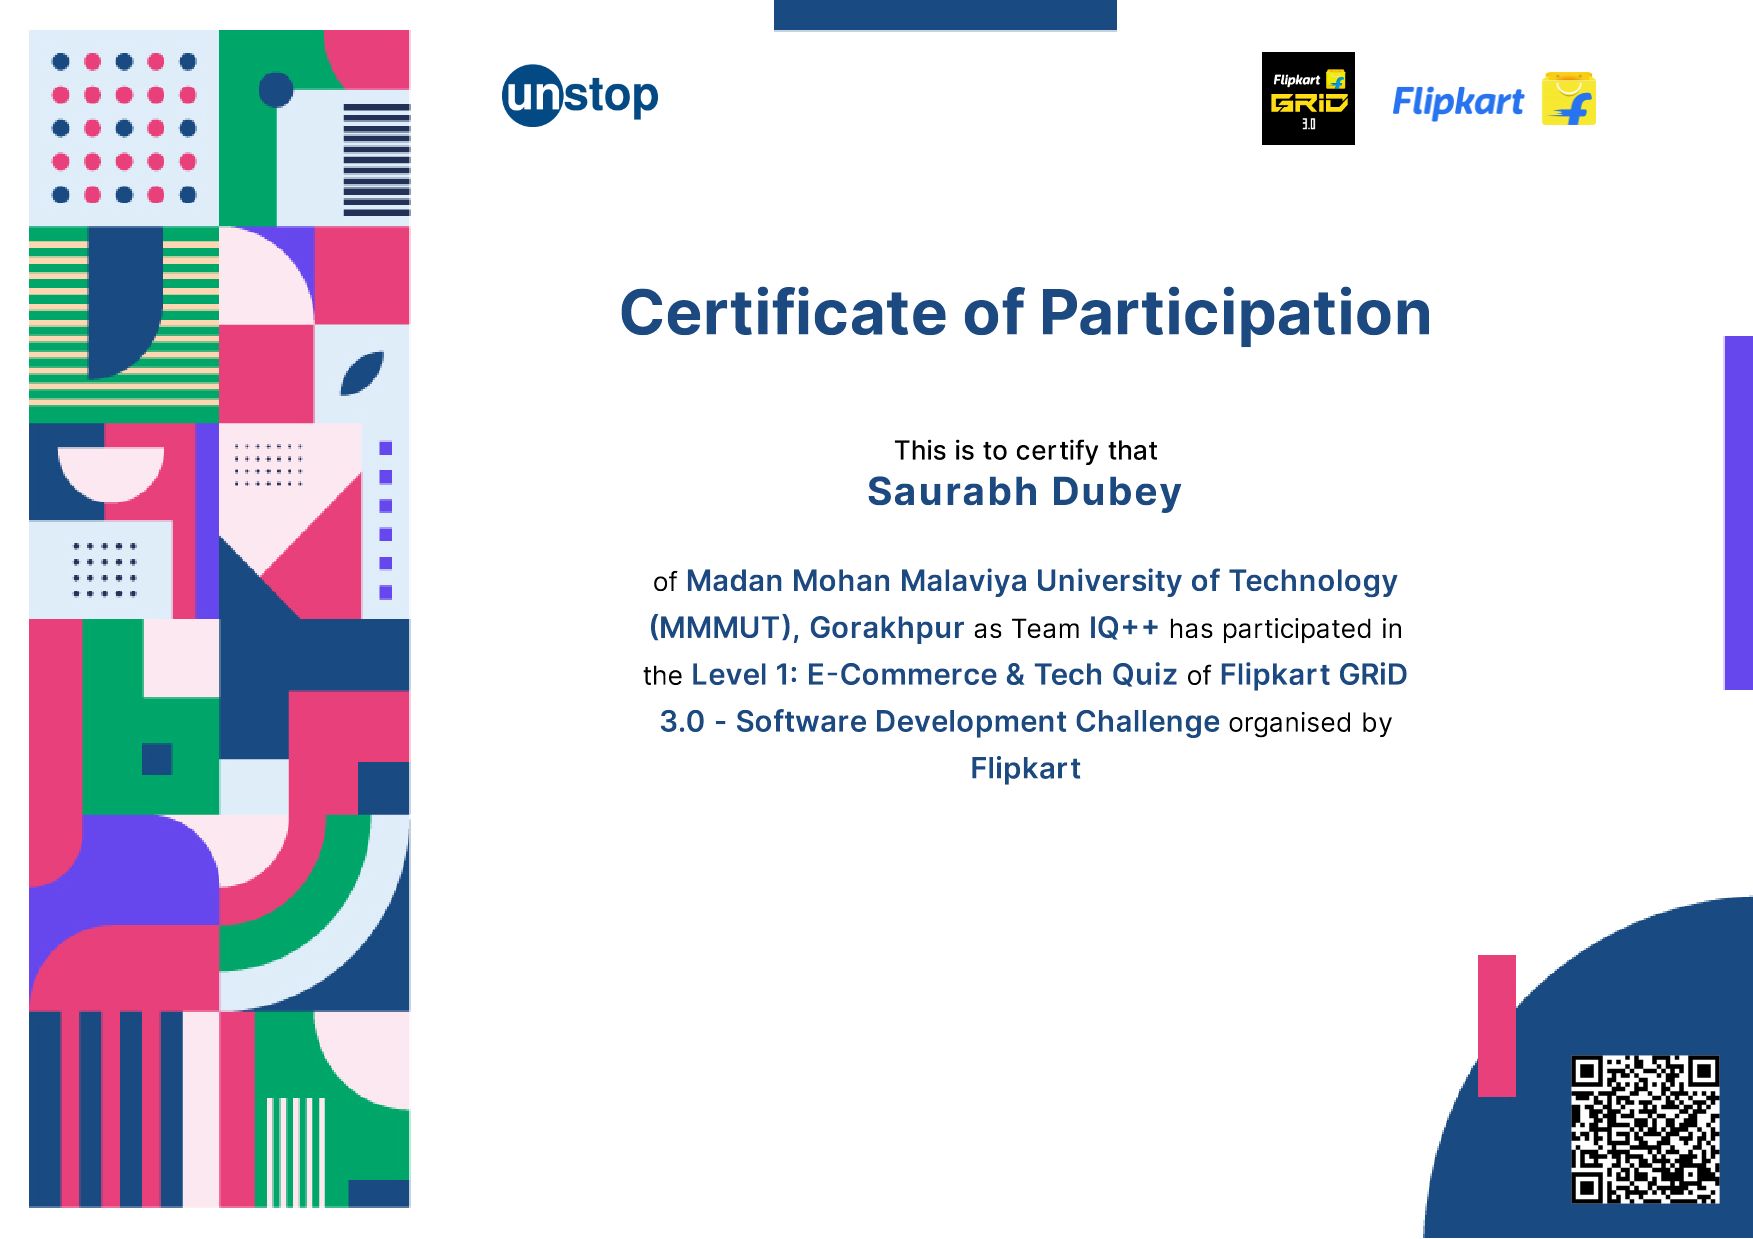 unstop
Flipkart
GRiD
3.0
Flipkart
Certificate of Participation
This is to certify that
Saurabh Dubey
of Madan Mohan Malaviya University of Technology
(MMMUT), Gorakhpur as Team IQ++ has participated in
the Level 1: E-Commerce & Tech Quiz of Flipkart GRiD
3.0 - Software Development Challenge organised by
Flipkart